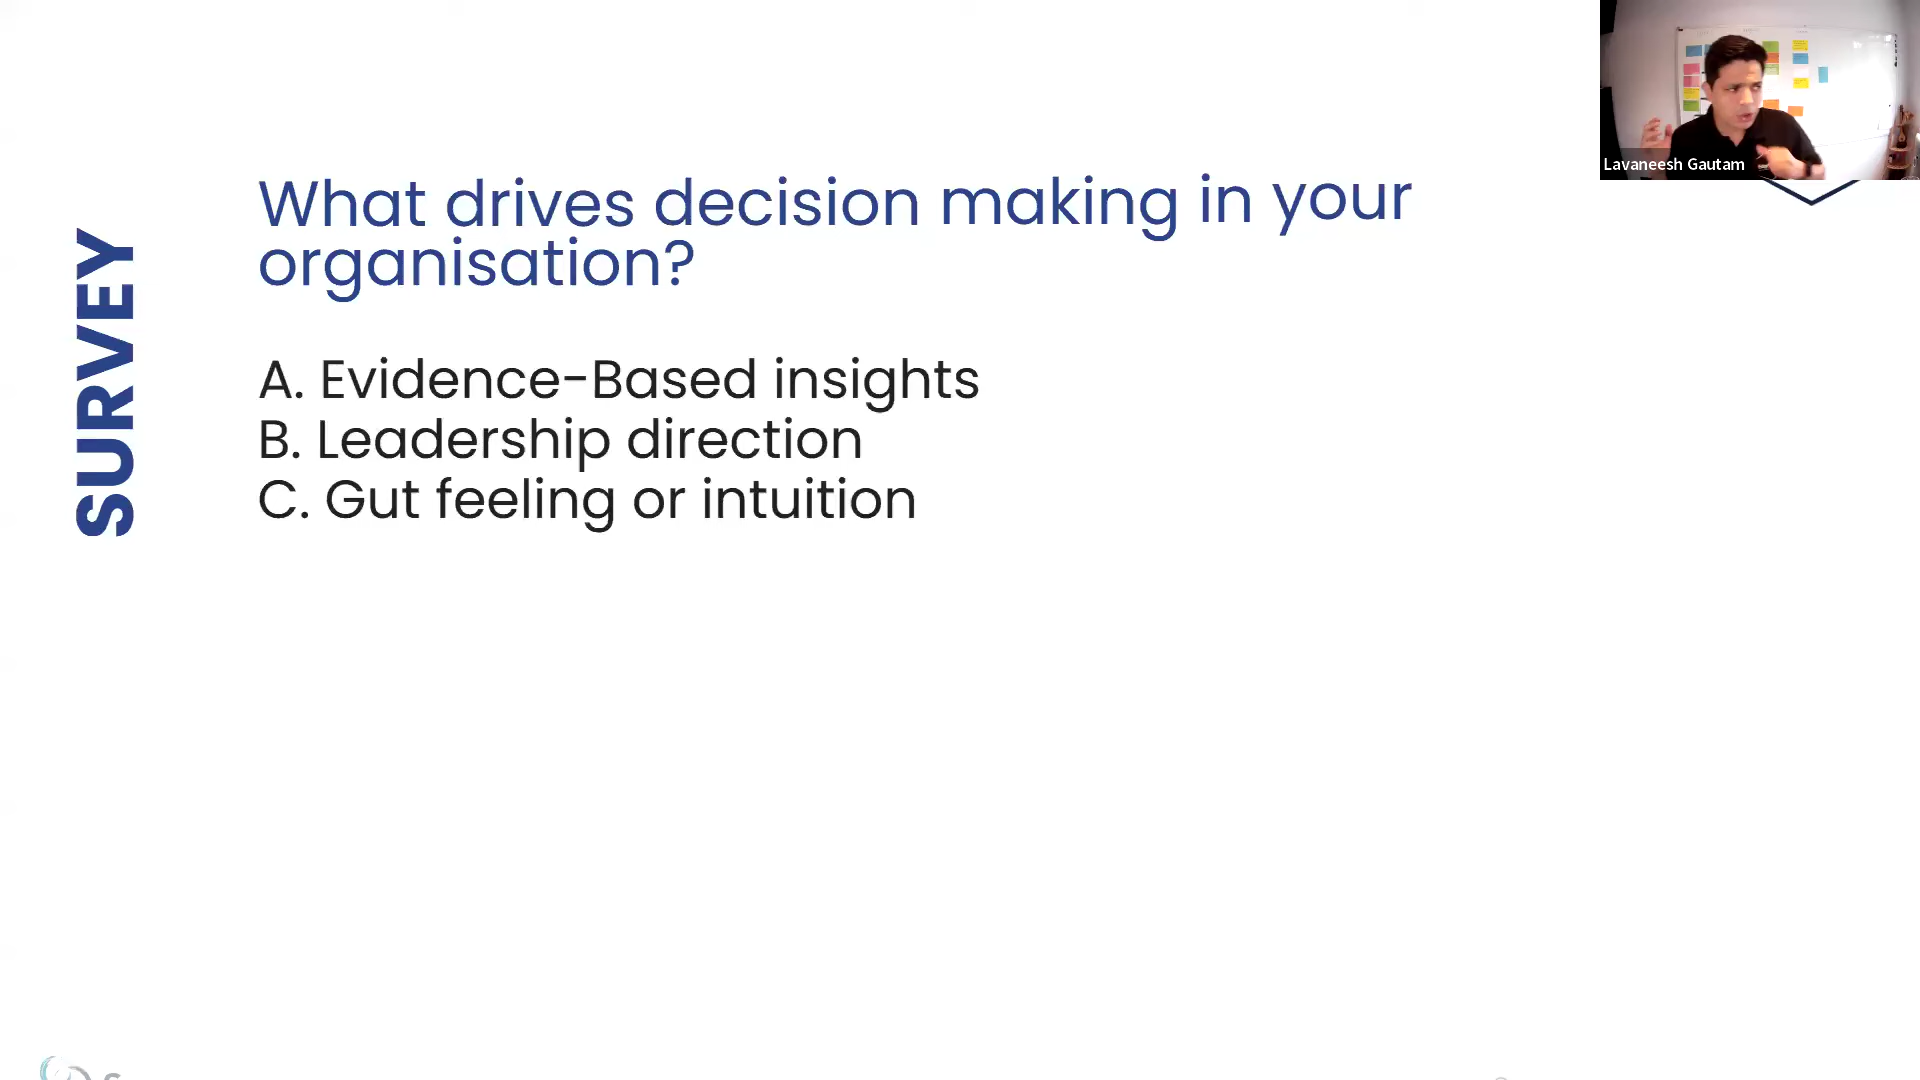 SURVEY
What drives decision making in your
organisation?
A. Evidence-Based insights
B. Leadership direction
C. Gut feeling or intuition
Lavaneesh Gautam